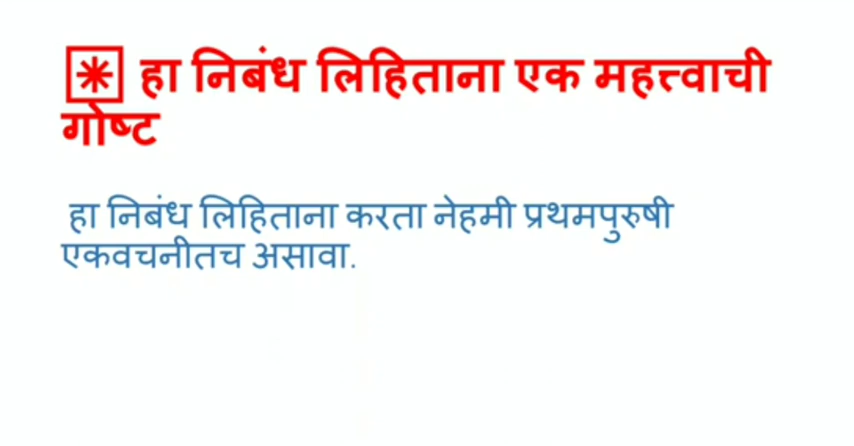 ✳ हा निबंध लिहिताना एक महत्त्वाची
गोष्ट
हा निबंध लिहिताना करता नेहमी प्रथमपुरुषी
एकवचनीतच असावा.